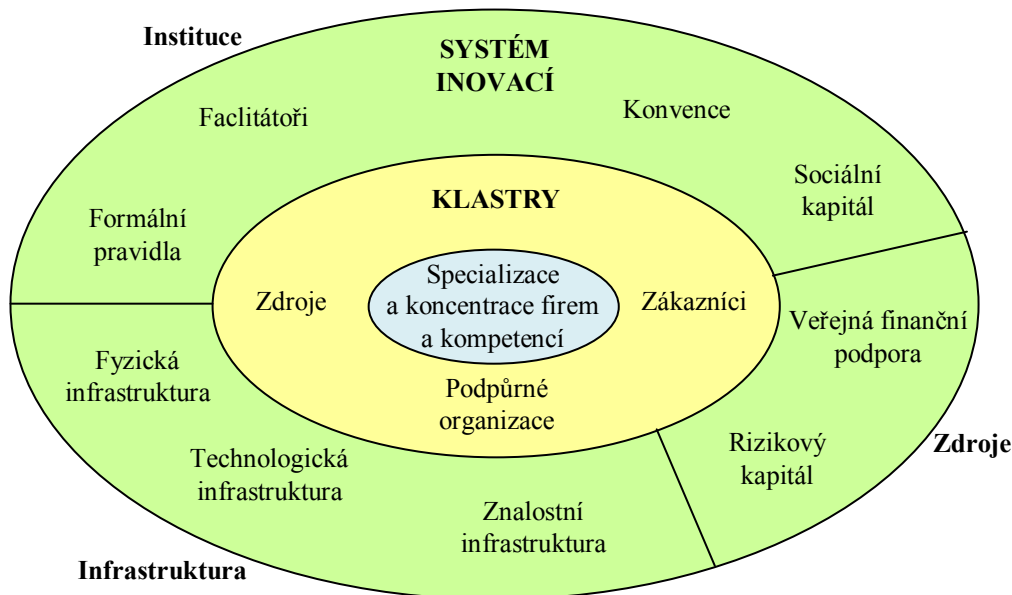 Instituce
SYSTÉM
INOVACÍ
Faclitátoři
Konvence
Sociální
kapitál
Formální
pravidla
KLASTRY
Specializace
a koncentrace firem
a kompetencí
Zdroje
Zákazníci
Podpůrné
organizace
Veřejná finanční
podpora
Fyzická
infrastruktura
Rizikový
kapitál
Zdroje
Technologická
infrastruktura
Znalostní
infrastruktura
Infrastruktura